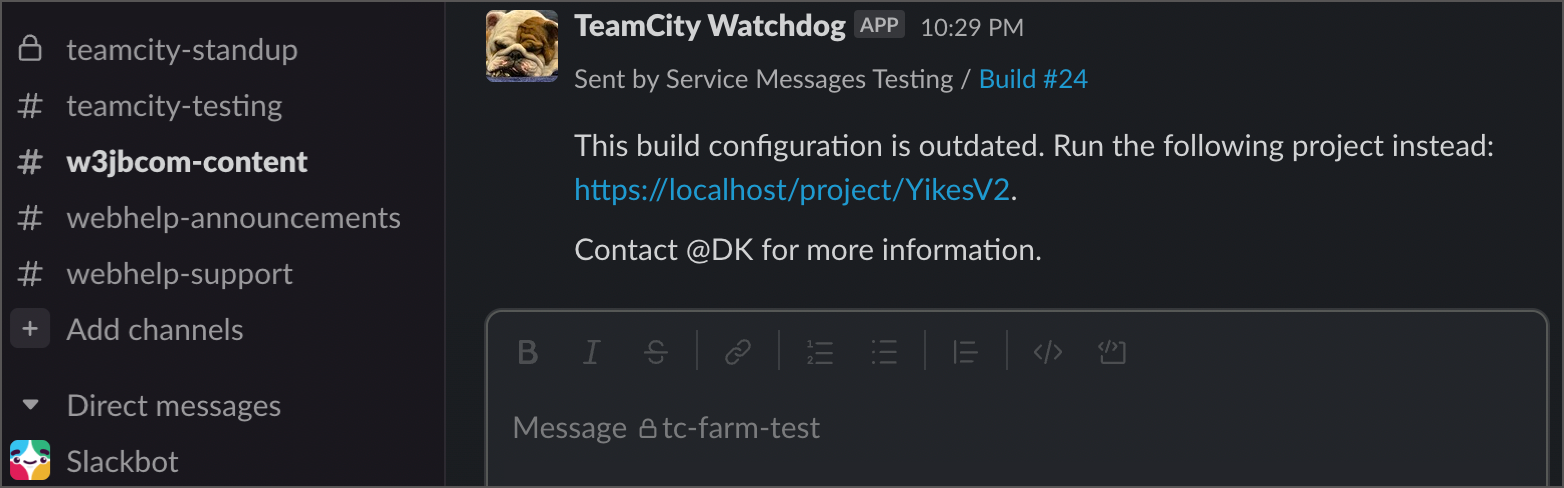 teamcity-standup
# teamcity-testing
# w3jbcom-content
# webhelp-announcements
# webhelp-support
+ Add channels
Direct messages
Slackbot
TeamCity Watchdog APP 10:29 PM
Sent by Service Messages Testing / Build #24
This build configuration is outdated. Run the following project instead:
https://localhost/project/YikesV2.
Contact @DK for more information.
Message tc-farm-test